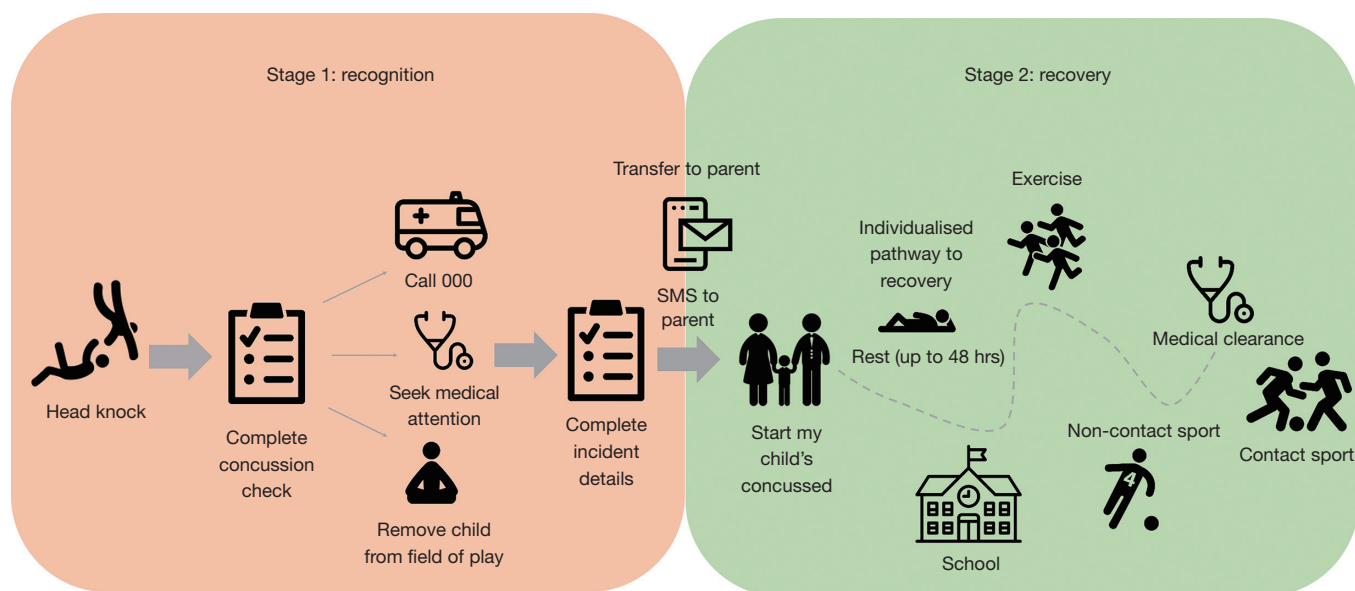 Stage 1: recognition
Head knock
Complete
concussion
check
Call 000
Seek medical
attention
Remove child
from field of play
Complete
incident
details
Transfer to parent
SMS to
parent
Stage 2: recovery
Start my
child's
concussed
Individualised
pathway to
recovery
Rest (up to 48 hrs)
School
Exercise
Non-contact sport
4
Medical clearance
Contact sport